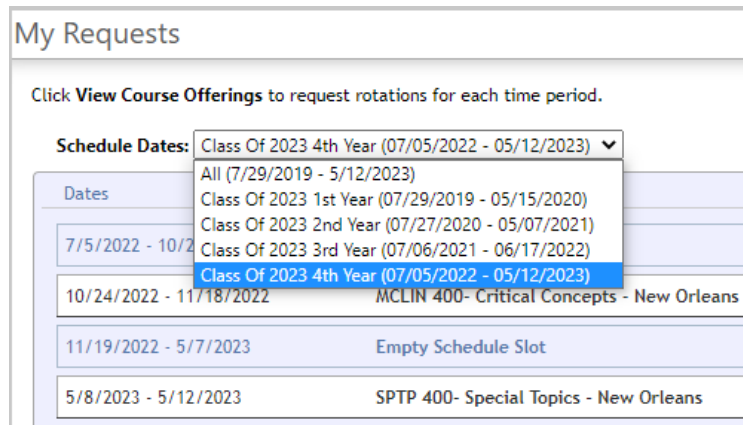 My Requests
Click View Course Offerings to request rotations for each time period.
Schedule Dates: Class Of 2023 4th Year (07/05/2022 - 05/12/2023)
All (7/29/2019 - 5/12/2023)
Class Of 2023 1st Year (07/29/2019 - 05/15/2020)
Class Of 2023 2nd Year (07/27/2020 - 05/07/2021)
Class Of 2023 3rd Year (07/06/2021 - 06/17/2022)
Class Of 2023 4th Year (07/05/2022 - 05/12/2023)
Dates
7/5/2022 - 10/2
10/24/2022 - 11/18/2022 MCLIN 400- Critical Concepts - New Orleans
11/19/2022 - 5/7/2023 Empty Schedule Slot
5/8/2023 - 5/12/2023 SPTP 400- Special Topics - New Orleans